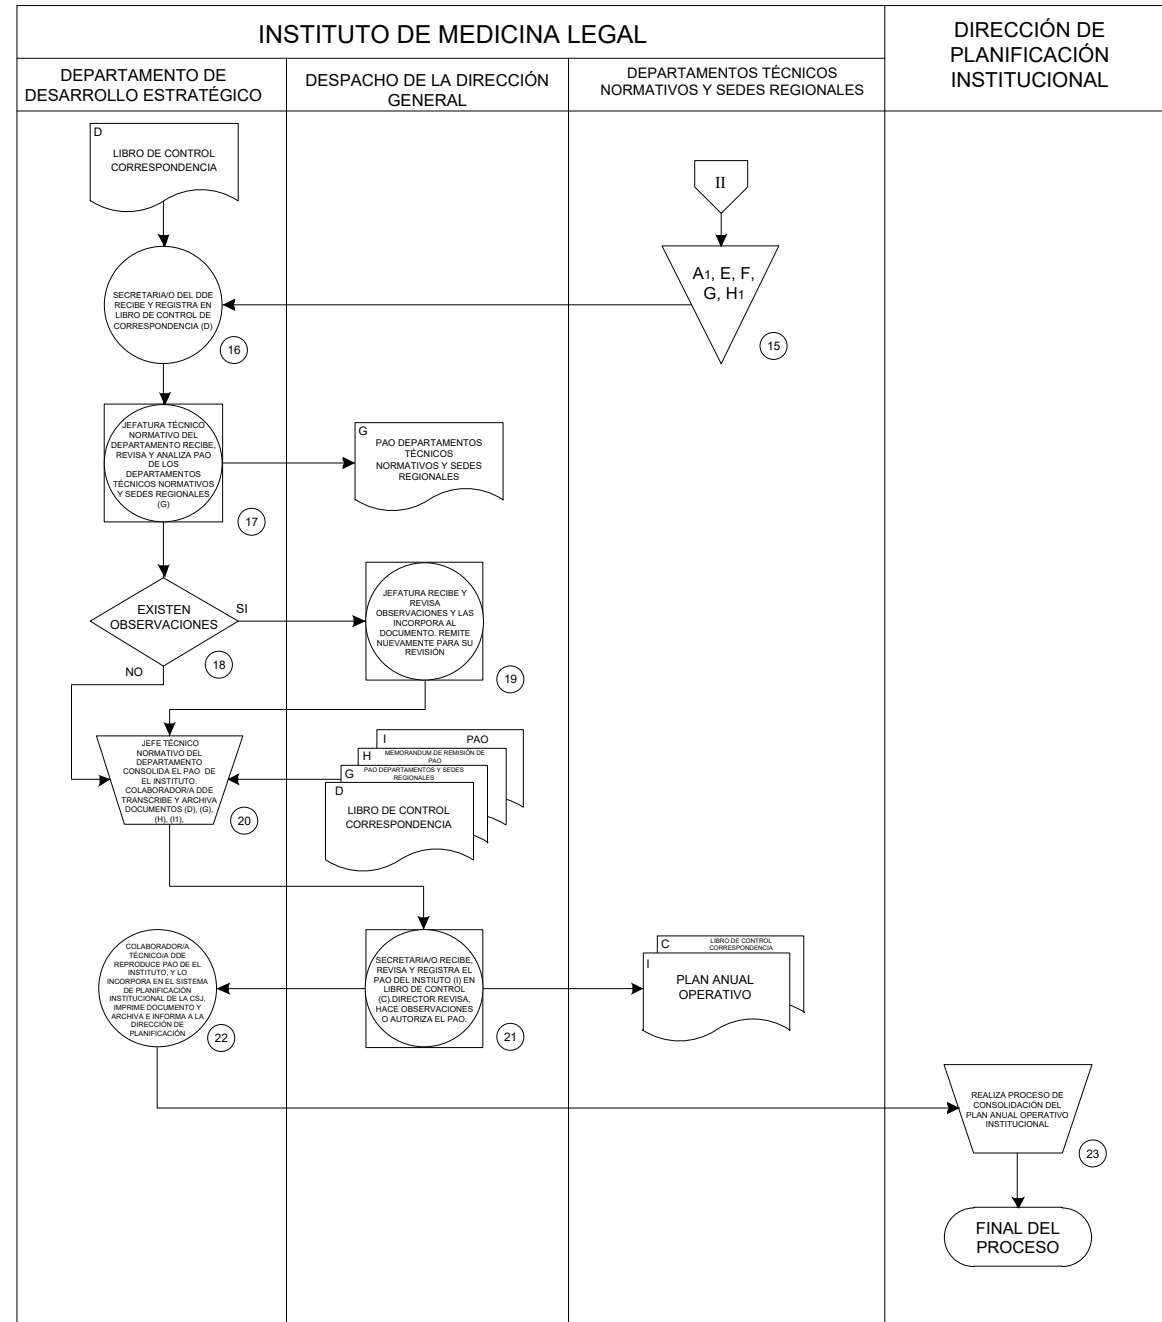 INSTITUTO DE MEDICINA LEGAL
DIRECCIÓN DE
PLANIFICACIÓN
INSTITUCIONAL
DEPARTAMENTO DE
DESARROLLO ESTRATÉGICO
DESPACHO DE LA DIRECCIÓN
GENERAL
DEPARTAMENTOS TÉCNICOS
NORMATIVOS Y SEDES REGIONALES
D
LIBRO DE CONTROL
CORRESPONDENCIA
II
A1, E, F,
G, H1
15
SECRETARIA/O DEL DDE
RECIBE Y REGISTRA EN
LIBRO DE CONTROL DE
CORRESPONDENCIA (D)
16
JEFATURA TÉCNICO
NORMATIVO DEL
DEPARTAMENTO RECIBE,
REVISA Y ANALIZA PAO
DE LOS
DEPARTAMENTOS
TÉCNICOS NORMATIVOS
Y SEDES REGIONALES
(G)
17
G
PAO DEPARTAMENTOS
TÉCNICOS
NORMATIVOS Y SEDES
REGIONALES
EXISTEN
OBSERVACIONES
SI
NO
18
JEFATURA RECIBE Y
REVISA
OBSERVACIONES Y LAS
INCORPORA AL
DOCUMENTO. REMITE
NUEVAMENTE PARA SU
REVISIÓN
19
JEFE TÉCNICO
NORMATIVO DEL
DEPARTAMENTO
CONSOLIDA EL PAO DE
EL INSTITUTO.
COLABORADOR/A DDE
TRANSCRIBE Y ARCHIVA
DOCUMENTOS (D), (G),
(H), (I1),
20
I PAO
H MEMORANDUM DE REMISIÓN DE
PAO
G PAO DEPARTAMENTOS Y SEDES
REGIONALES
D
LIBRO DE CONTROL
CORRESPONDENCIA
COLABORADOR/A
TÉCNICO/A DDE
REPRODUCE PAO DE EL
INSTITUTO, Y LO
INCORPORA EN EL SISTEMA
DE PLANIFICACIÓN
INSTITUCIONAL DE LA CSJ,
IMPRIME DOCUMENTO Y
ARCHIVA E INFORMA A LA
DIRECCIÓN DE
PLANIFICACIÓN
22
SECRETARIA/O RECIBE,
REVISA Y REGISTRA EL
PAO DEL INSTIUTO (I) EN
LIBRO DE CONTROL
(C).DIRECTOR REVISA,
HACE OBSERVACIONES
O AUTORIZA EL PAO.
21
C LIBRO DE CONTROL
CORRESPONDENCIA
I
PLAN ANUAL
OPERATIVO
REALIZA PROCESO DE
CONSOLIDACIÓN DEL
PLAN ANUAL OPERATIVO
INSTITUCIONAL
23
FINAL DEL
PROCESO